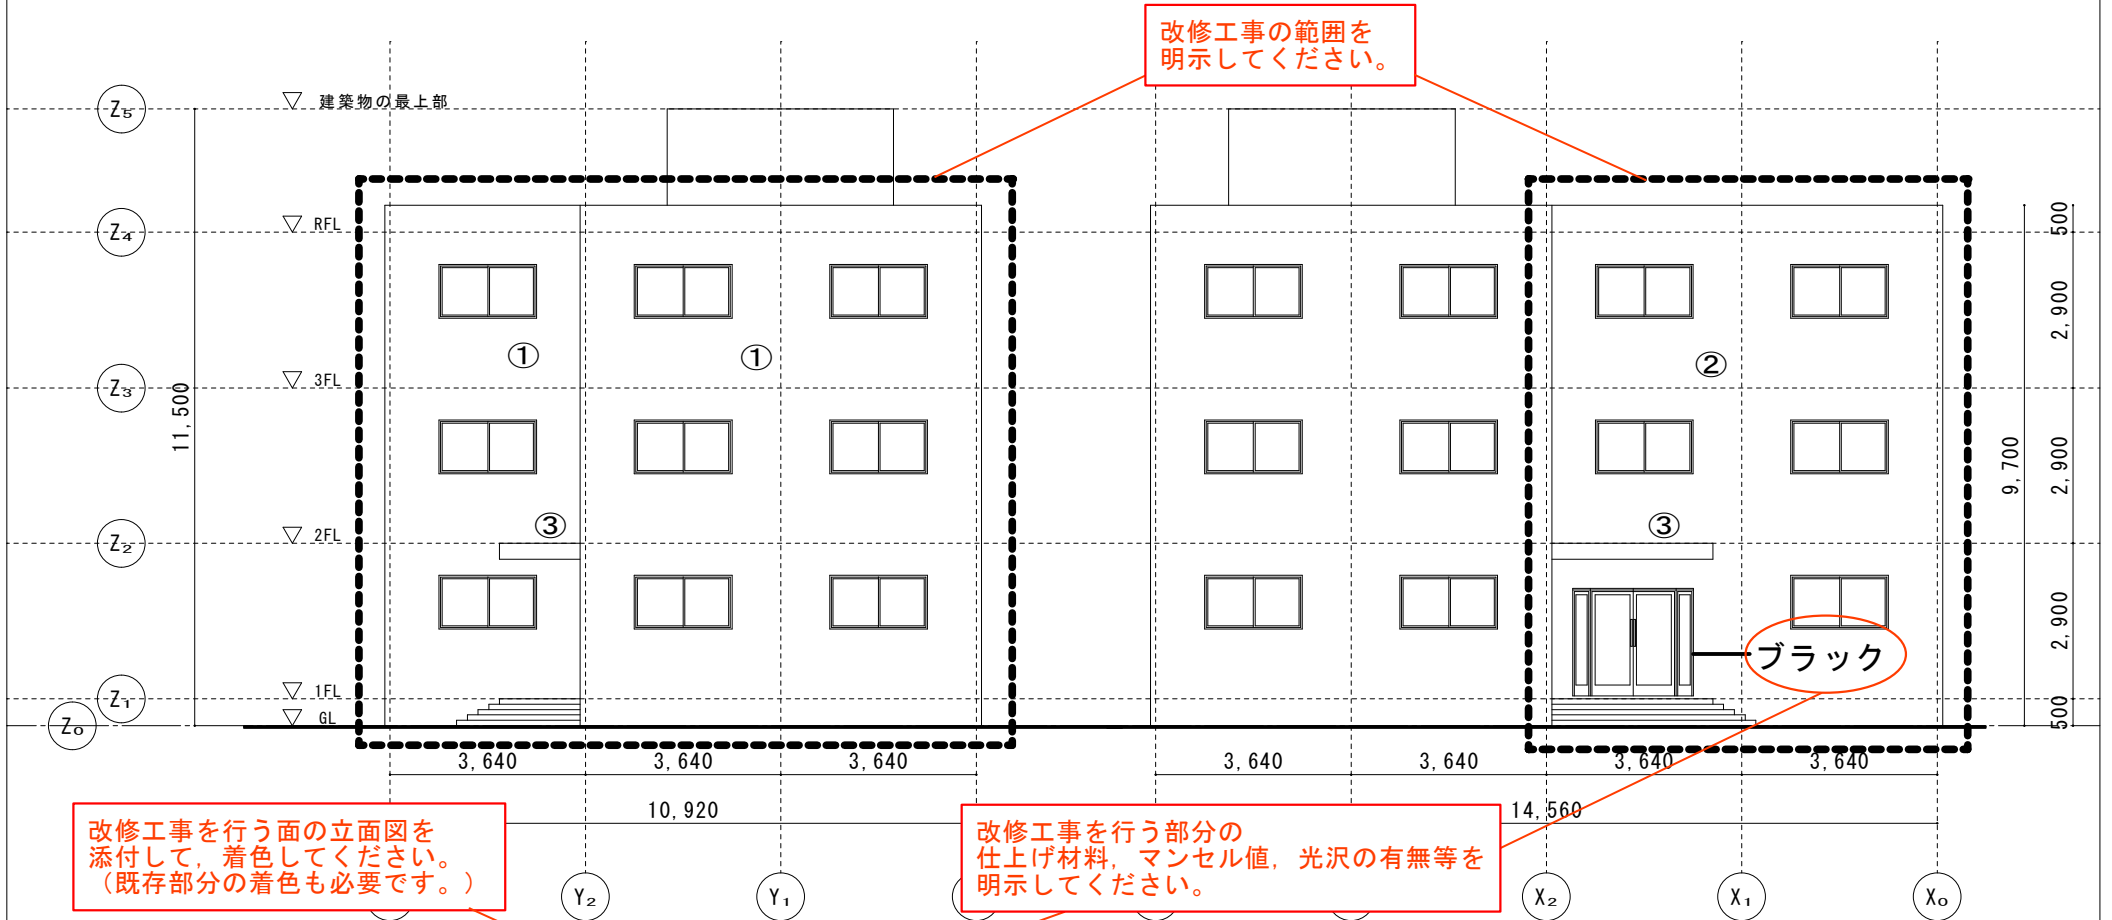 改修工事の範囲を
明示してください。
Z₅
▽ 建築物の最上部
Z₄
▽ RFL
500
2,900
①
①
②
Z₃
▽ 3FL
11,500
9,700
2,900
③
③
Z₂
▽ 2FL
2,900
ブラック
Z₁
▽ 1FL
500
Z₀
▽ GL
3,640
3,640
3,640
3,640
3,640
3,640
3,640
10,920
14,560
改修工事を行う面の立面図を
添付して，着色してください。
（既存部分の着色も必要です。）
改修工事を行う部分の
仕上げ材料，マンセル値，光沢の有無等を
明示してください。
Y₂
Y₁
X₂
X₁
X₀